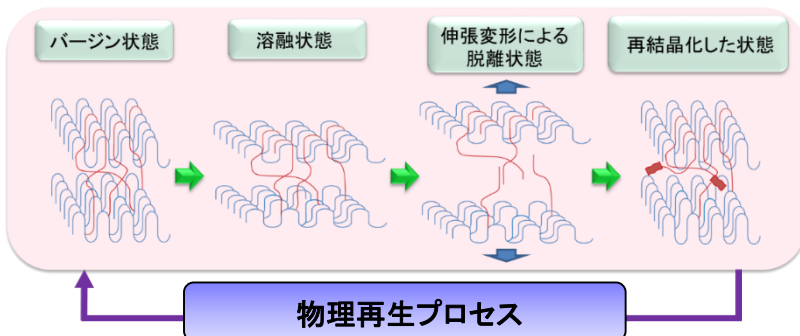 バージン状態
溶融状態
伸張変形による
脱離状態
再結晶化した状態
物理再生プロセス